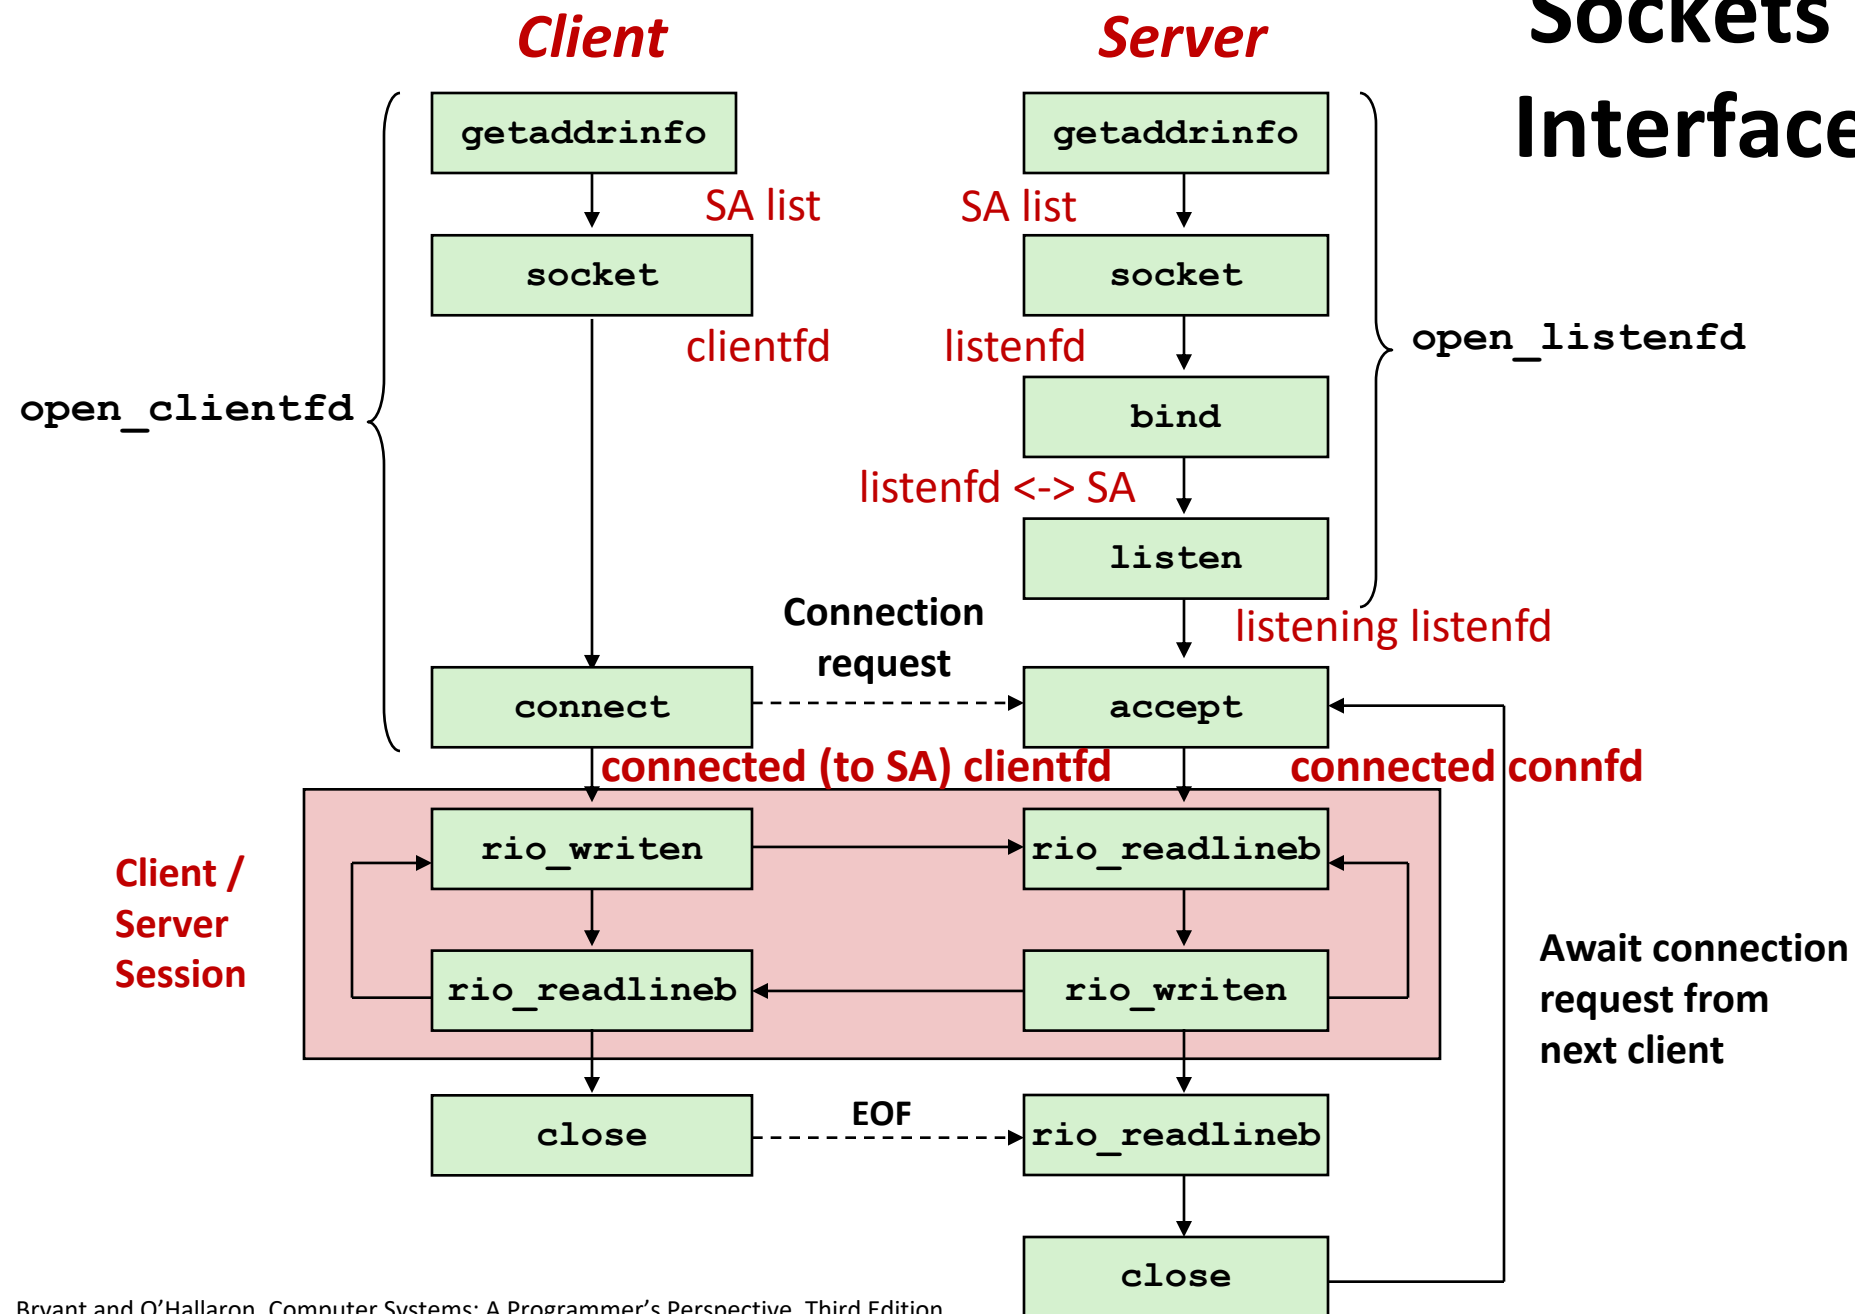 Sockets
Interface
Client
Server
getaddrinfo
getaddrinfo
SA list
SA list
socket
socket
clientfd
listenfd
open_listenfd
open_clientfd
bind
listenfd <-> SA
listen
Connection
request
listening listenfd
connect
accept
connected (to SA) clientfd
connected connfd
rio_writen
rio_readlineb
Client /
Server
Session
rio_readlineb
rio_writen
Await connection
request from
next client
close
EOF
rio_readlineb
close
Bryant and O'Hallaron, Computer Systems: A Programmer's Perspective, Third Edition